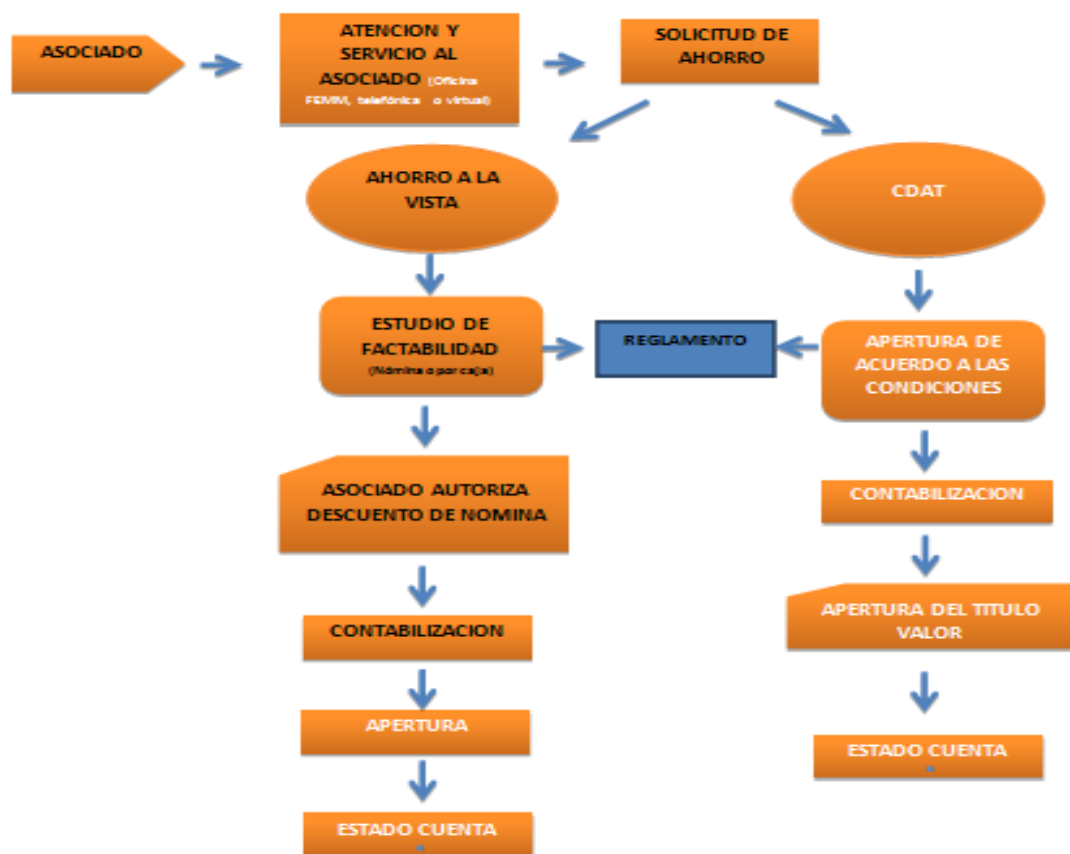 ASOCIADO
ATENCION Y
SERVICIO AL
ASOCIADO (Oficina
FEMM, telefónica o virtual)
SOLICITUD DE
AHORRO
AHORRO A LA
VISTA
CDAT
ESTUDIO DE
FACTABILIDAD
(Nómina o por caja)
REGLAMENTO
APERTURA DE
ACUERDO A LAS
CONDICIONES
ASOCIADO AUTORIZA
DESCUENTO DE NOMINA
CONTABILIZACION
APERTURA DEL TITULO
VALOR
CONTABILIZACION
APERTURA
ESTADO CUENTA
ESTADO CUENTA